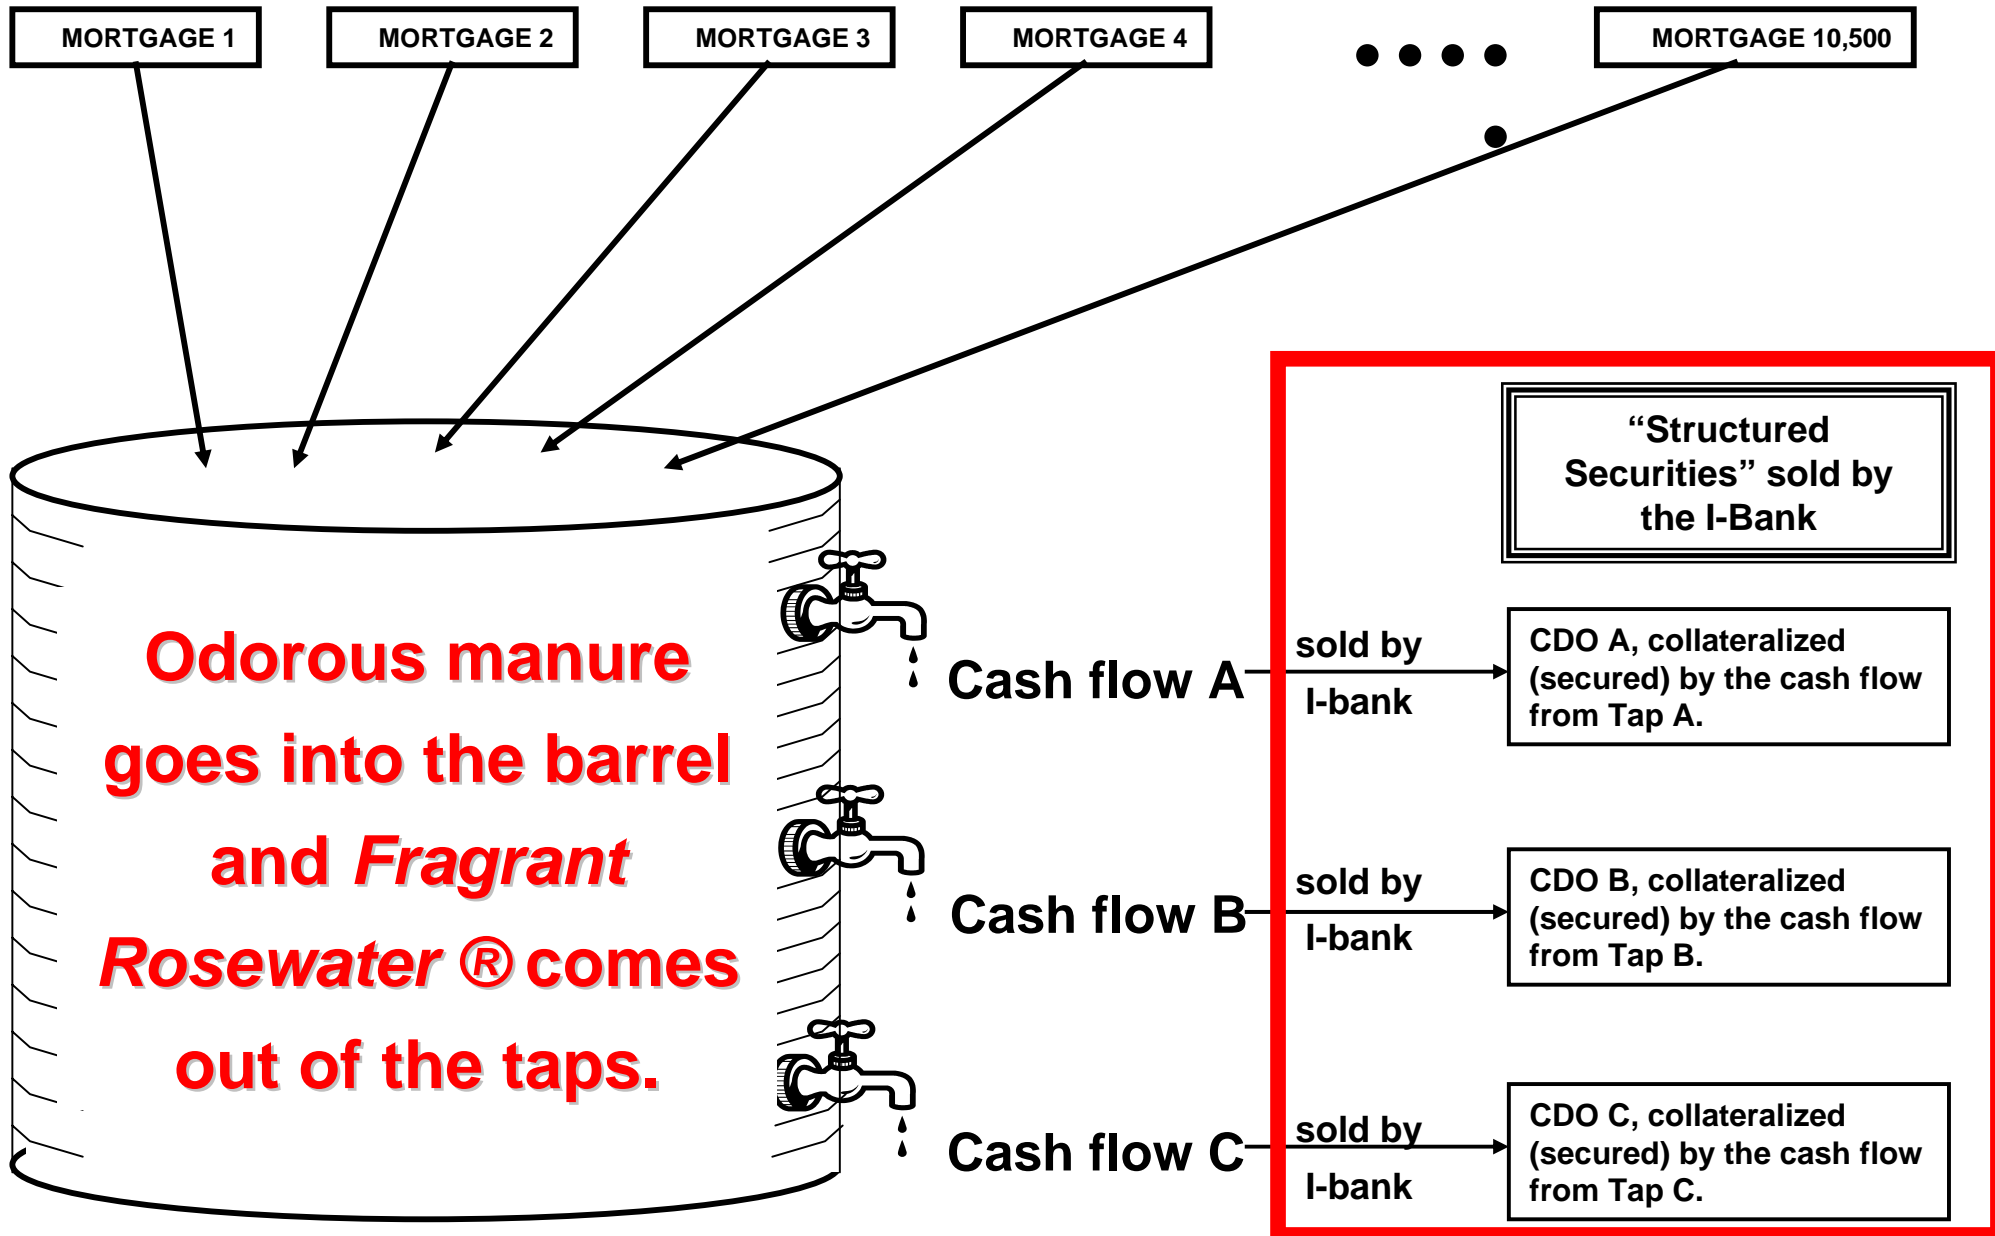 MORTGAGE 1
MORTGAGE 2
MORTGAGE 3
MORTGAGE 4
MORTGAGE 10,500
“Structured
Securities” sold by
the I-Bank
Odorous manure
goes into the barrel
and Fragrant
Rosewater ® comes
out of the taps.
Cash flow A
sold by
I-bank
CDO A, collateralized
(secured) by the cash flow
from Tap A.
Cash flow B
sold by
I-bank
CDO B, collateralized
(secured) by the cash flow
from Tap B.
Cash flow C
sold by
I-bank
CDO C, collateralized
(secured) by the cash flow
from Tap C.